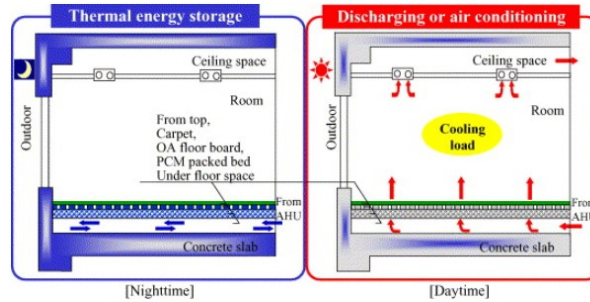 Thermal energy storage
Discharging or air conditioning
Ceiling space
Room
Outdoor
From top,
Carpet,
OA floor board,
PCM packed bed
Under floor space
From
AHU
Concrete slab
[Nighttime]
Ceiling space
Room
Outdoor
Cooling
load
From
AHU
Concrete slab
[Daytime]